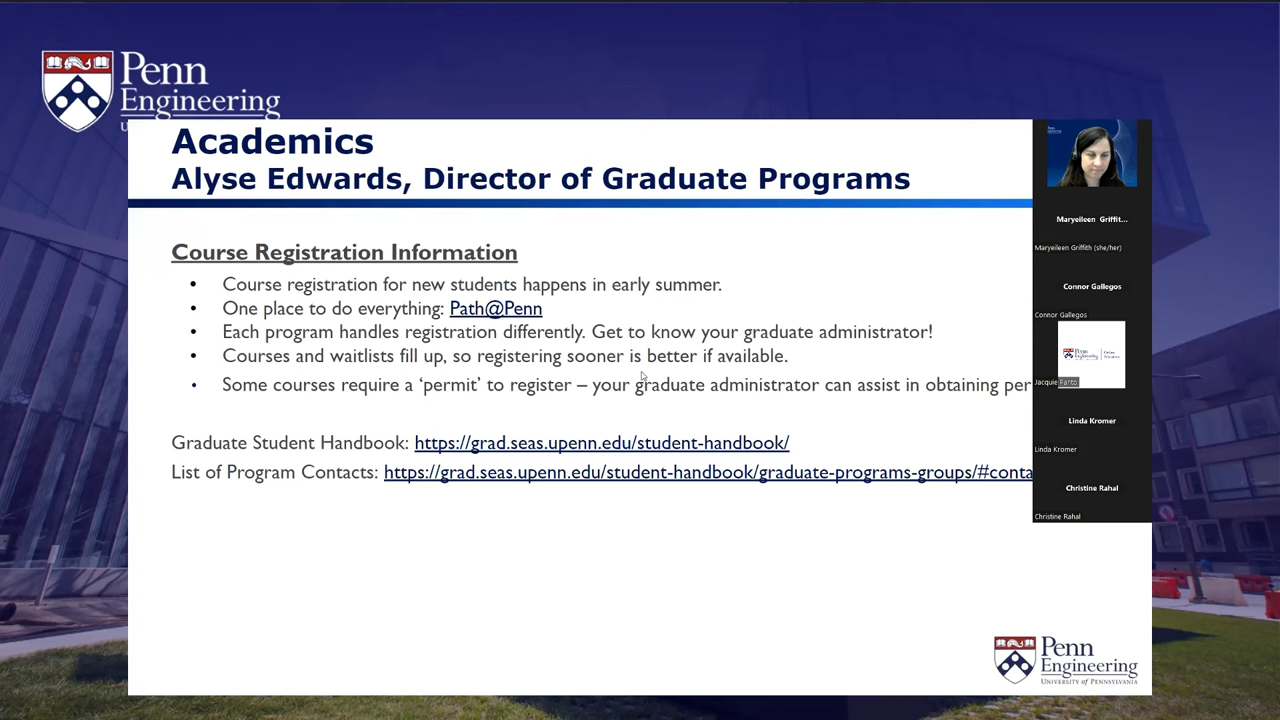 Penn
Engineering
Academics
Alyse Edwards, Director of Graduate Programs
Course Registration Information
• Course registration for new students happens in early summer.
• One place to do everything: Path@Penn
• Each program handles registration differently. Get to know your graduate administrator!
• Courses and waitlists fill up, so registering sooner is better if available.
• Some courses require a ‘permit’ to register – your graduate administrator can assist in obtaining per
Graduate Student Handbook: https://grad.seas.upenn.edu/student-handbook/
List of Program Contacts: https://grad.seas.upenn.edu/student-handbook/graduate-programs-groups/#conta
Maryeileen Griffit...
Maryeileen Griffith (she/her)
Connor Gallegos
Connor Gallegos
Penn Engineering
Jacquie Fanto
Linda Kromer
Linda Kromer
Christine Rahal
Christine Rahal
Penn
Engineering
UNIVERSITY OF PENNSYLVANIA